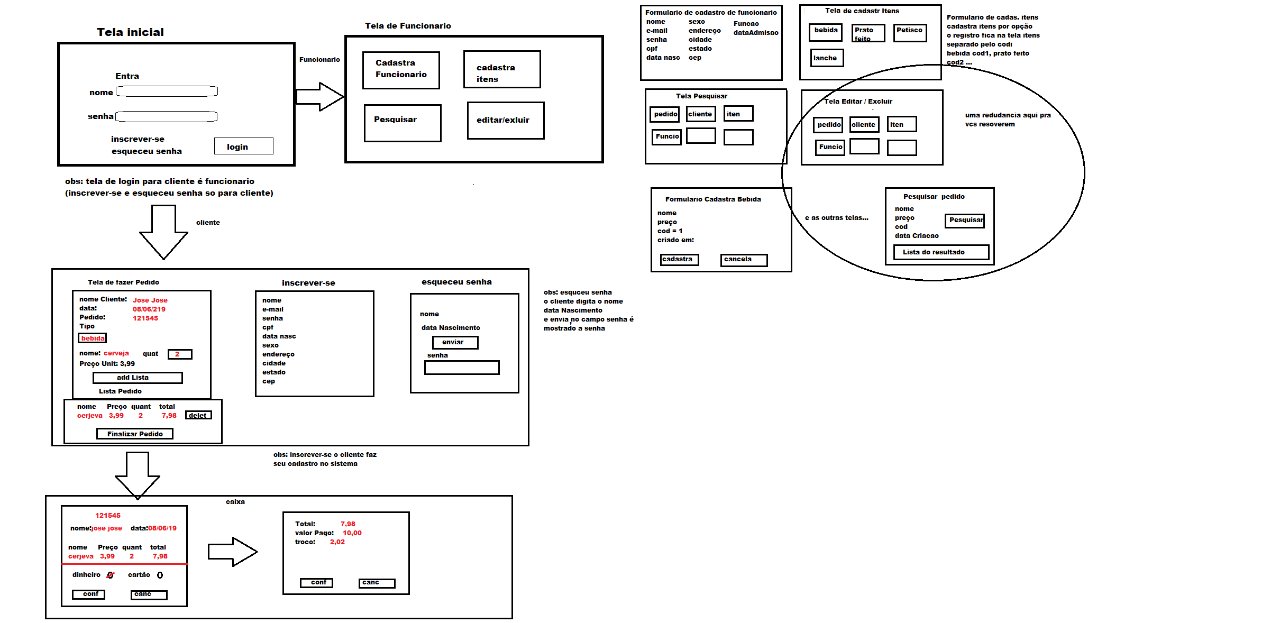 Tela inicial
Entra
nome
senha
inscrever-se
esqueceu senha
login
obs: tela de login para cliente é funcionario
(inscrever-se e esqueceu senha so para cliente)
Funcionario
Tela de Funcionario
Cadastra
Funcionario
cadastra
itens
Pesquisar
editar/exluir
cliente
Tela de fazer Pedido
nome Cliente: Jose Jose
data: 08/06/219
Pedido: 121545
Tipo
bebida
nome: cerveja quat 2
Preço Unit: 3,99
add Lista
Lista Pedido
nome Preço quant total
cerjeva 3,99 2 7,98 delet
Finalizar Pedido
inscrever-se
nome
e-mail
senha
cpf
data nasc
sexo
endereço
cidade
estado
cep
esqueceu senha
nome
data Nascimento
enviar
senha
obs: esqueu senha
o cliente digita o nome
data Nascimento
e envia no campo senha é
mostrado a senha
obs: inscrever-se o cliente faz
seu cadastro no sistema
caixa
121545
nome:jose jose data:08/06/19
nome Preço quant total
cerjeva 3,99 2 7,98
dinheiro 0 cartão 0
conf canc
Total: 7,98
valor Pago: 10,00
troco: 2,02
conf canc
Formulario de cadastro de funcionario
nome sexo Funcao
e-mail endereço dataAdmisao
senha cidade
cpf estado
data nasc cep
Tela de cadastr Itens
bebida
Prato
feito
Petisco
lanche
Formulario de cadas. itens
cadastra itens por opção
o registro fica na tela itens
separado pelo codi
bebida cod1, prato feito
cod2 ...
Tela Pesquisar
pedido cliente iten
Funcio
Tela Editar / Excluir
pedido cliente iten
Funcio
uma redudancia aqui pra
vcs resoverem
Formulario Cadastra Bebida
nome
preço
cod = 1
criado em:
cadastra cancela
e as outras telas...
Pesquisar pedido
nome
preço
cod
data Criacao
Pesquisar
Lista do resultado